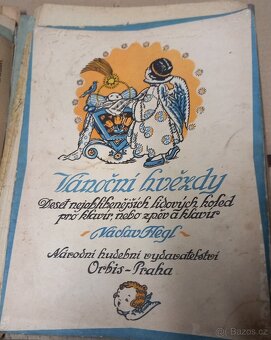 Vánoční hvězdy
Deset nejoblíbenějších lidových koled
pro klavír nebo zpěv a klavír
Václav Flégl
Národní hudební vydavatelství
Orbis-Praha
Bazos.cz